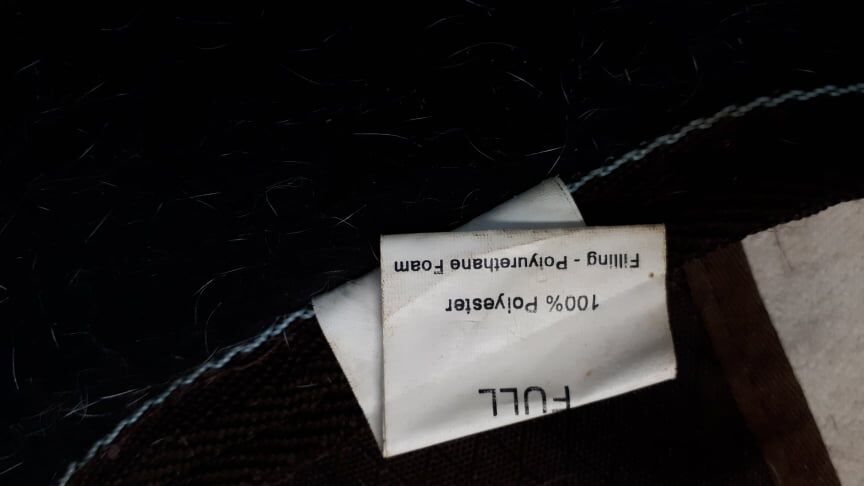 FULL
100% Polyester
Filling - Polyurethane Foam